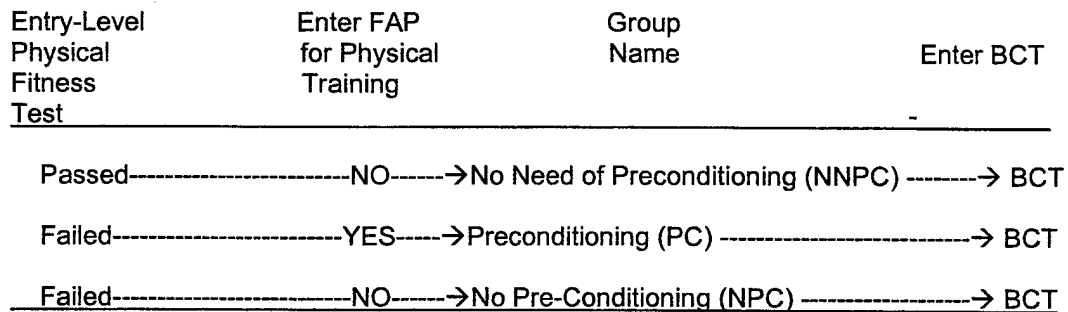 Entry-Level Enter FAP Group
Physical for Physical Name Enter BCT
Fitness Training
Test -
Passed-------------------------NO------→No Need of Preconditioning (NNPC) --------→ BCT
Failed--------------------------YES-----→Preconditioning (PC) ----------------------------→ BCT
Failed---------------------------NO------→No Pre-Conditioning (NPC) -------------------→ BCT